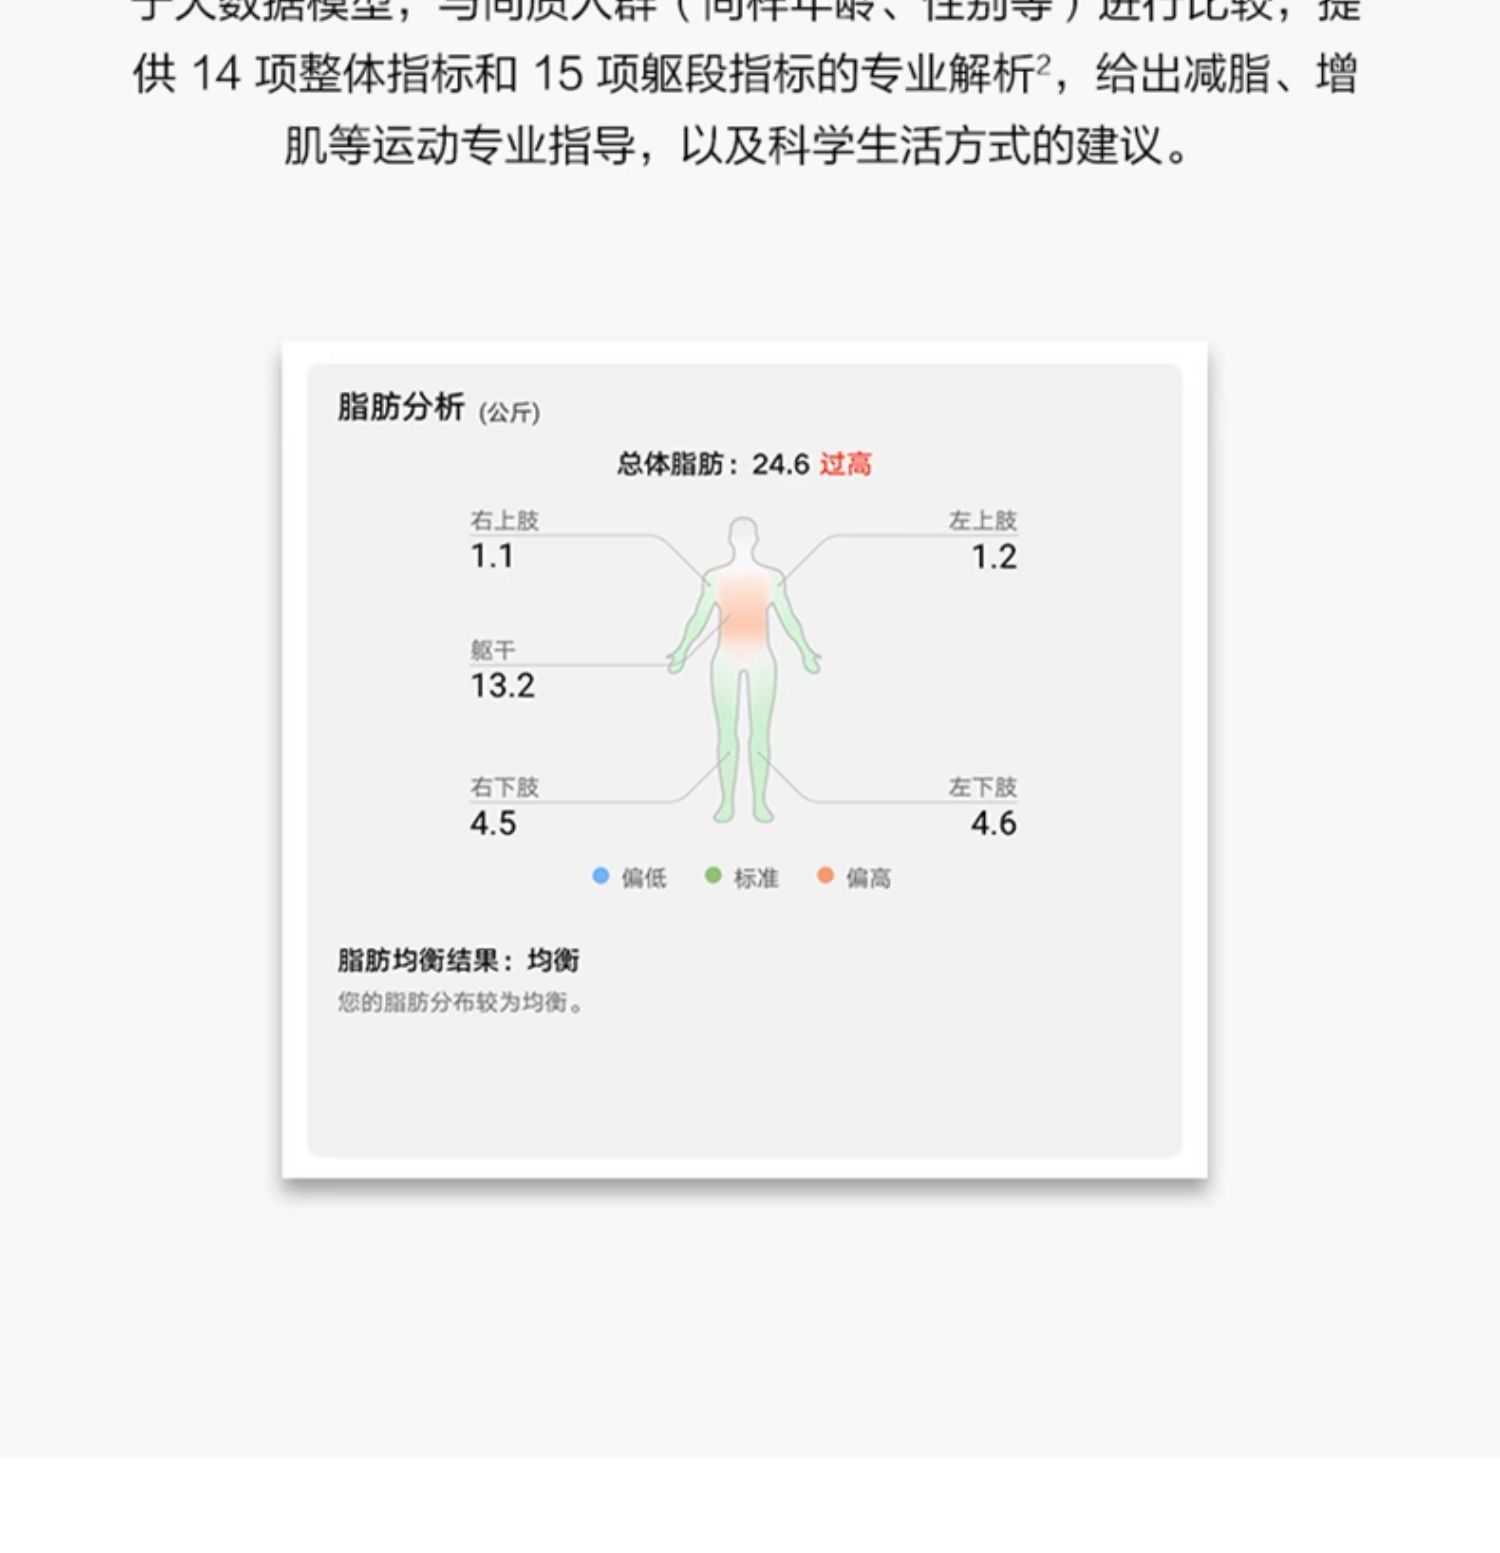 于大数据模型，与同质人群（同样年龄、性别等）进行比较，提
供 14 项整体指标和 15 项躯段指标的专业解析²，给出减脂、增
肌等运动专业指导，以及科学生活方式的建议。
脂肪分析 (公斤)
总体脂肪：24.6 过高
右上肢 左上肢
1.1 1.2
躯干
13.2
右下肢 左下肢
4.5 4.6
偏低 标准 偏高
脂肪均衡结果：均衡
您的脂肪分布较为均衡。